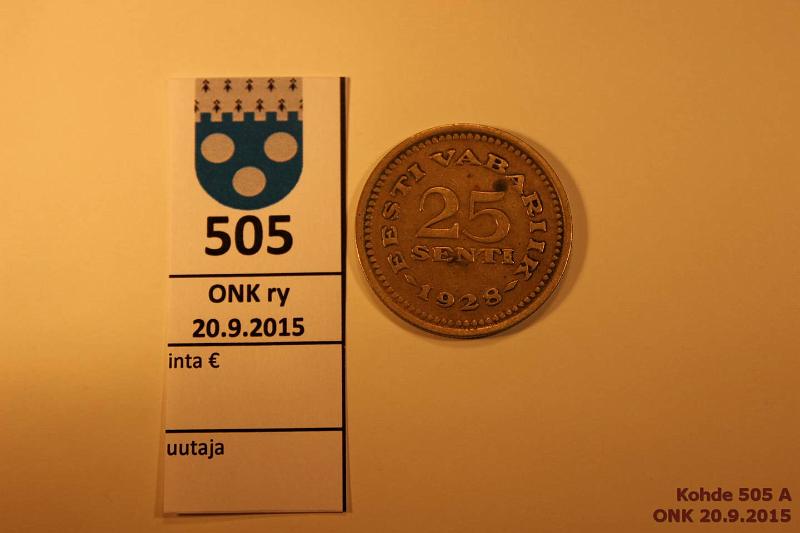 505
ONK ry
20.9.2015
inta €
uutaja
EESTI VABARIIK
25
SENTI
1928
Kohde 505 A
ONK 20.9.2015